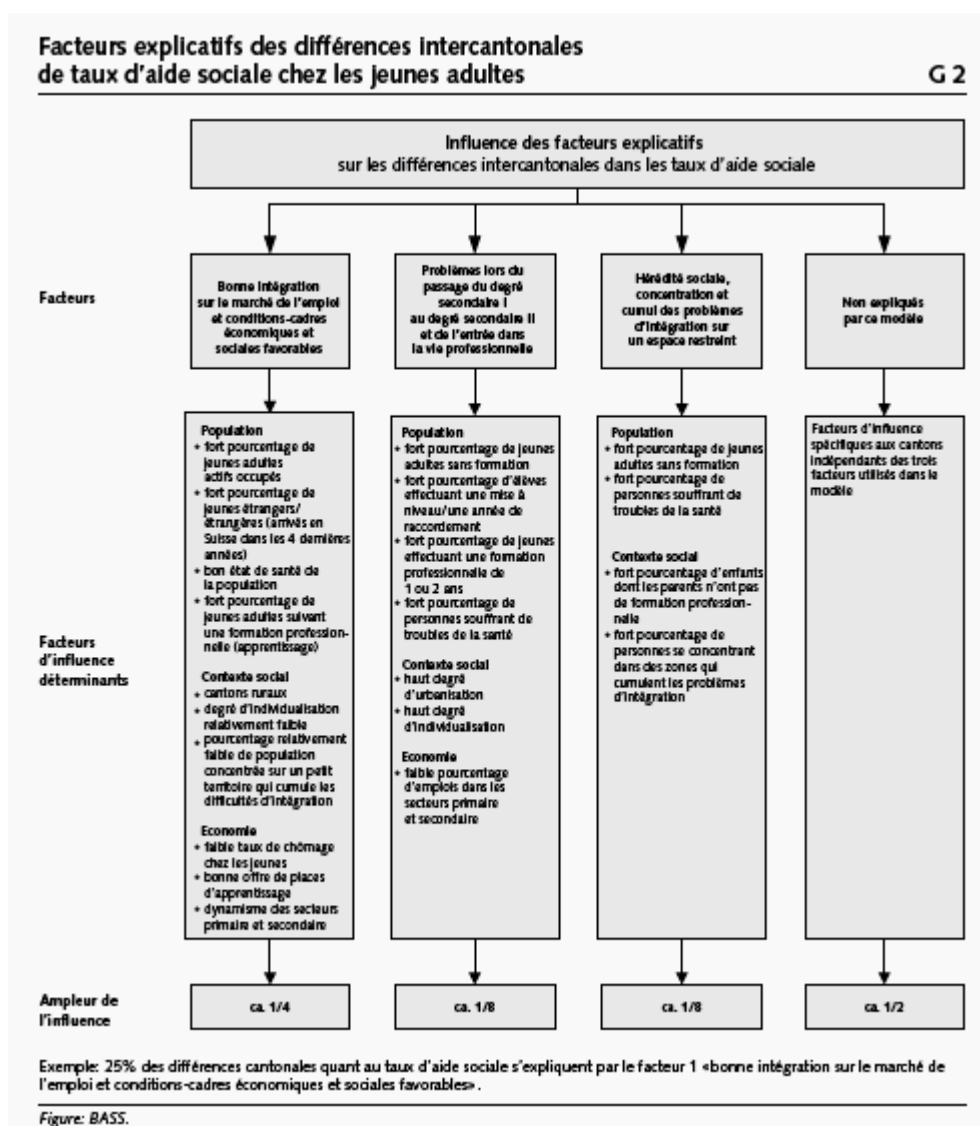 Facteurs explicatifs des différences intercantonales
de taux d'aide sociale chez les jeunes adultes
G 2
Influence des facteurs explicatifs
sur les différences intercantonales dans les taux d'aide sociale
Facteurs
Bonne intégration
sur le marché de l'emploi
et conditions-cadres
économiques et
sociales favorables
Problèmes lors du
passage du degré
secondaire I
au degré secondaire II
et de l'entrée dans
la vie professionnelle
Hérédité sociale,
concentration et
cumul des problèmes
d'intégration sur
un espace restreint
Non expliqués
par ce modèle
Facteurs
d'influence
déterminants
Population
+ fort pourcentage de
jeunes adultes
actifs occupés
+ fort pourcentage de
jeunes étrangers/
étrangères (arrivés en
Suisse dans les 4 dernières
années)
+ bon état de santé de
la population
+ fort pourcentage de
jeunes adultes suivant
une formation profession-
nelle (apprentissage)
Contexte social
+ cantons ruraux
+ degré d'individualisation
relativement faible
+ pourcentage relativement
faible de population
concentrée sur un petit
territoire qui cumule les
difficultés d'intégration
Economie
+ faible taux de chômage
chez les jeunes
+ bonne offre de places
d'apprentissage
+ dynamisme des secteurs
primaire et secondaire
Population
+ fort pourcentage de jeunes
adultes sans formation
+ fort pourcentage d'élèves
effectuant une mise à
niveau/une année de
raccordement
+ fort pourcentage de jeunes
effectuant une formation
professionnelle de
1 ou 2 ans
+ fort pourcentage de
personnes souffrant de
troubles de la santé
Contexte social
+ haut degré
d'urbanisation
+ haut degré
d'individualisation
Economie
+ faible pourcentage
d'emplois dans les
secteurs primaire
et secondaire
Population
+ fort pourcentage de jeunes
adultes sans formation
+ fort pourcentage de
personnes souffrant de
troubles de la santé
Contexte social
+ fort pourcentage d'enfants
dont les parents n'ont pas
de formation profession-
nelle
+ fort pourcentage de
personnes se concentrant
dans des zones qui
cumulent les problèmes
d'intégration
Facteurs d'influence
spécifiques aux cantons
indépendants des trois
facteurs utilisés dans le
modèle
Ampleur de
l'influence
ca. 1/4
ca. 1/8
ca. 1/8
ca. 1/2
Exemple: 25% des différences cantonales quant au taux d'aide sociale s'expliquent par le facteur 1 «bonne intégration sur le marché de
l'emploi et conditions-cadres économiques et sociales favorables».
Figure: BASS.